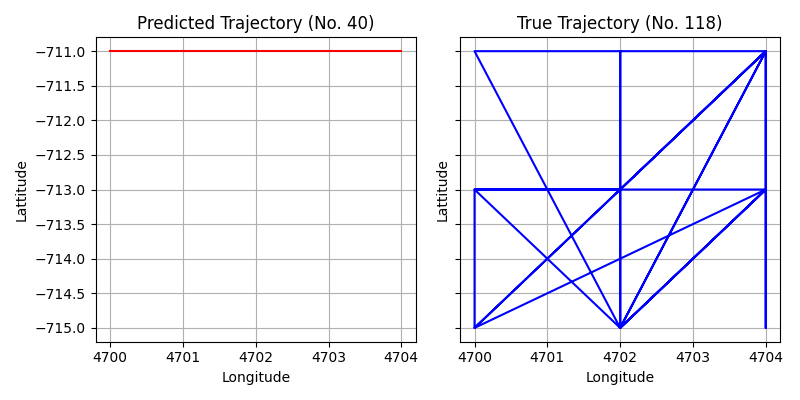 Predicted Trajectory (No. 40)
True Trajectory (No. 118)
−711.0
−711.5
−712.0
−712.5
−713.0
−713.5
−714.0
−714.5
−715.0
Lattitude
Lattitude
4700 4701 4702 4703 4704
4700 4701 4702 4703 4704
Longitude
Longitude